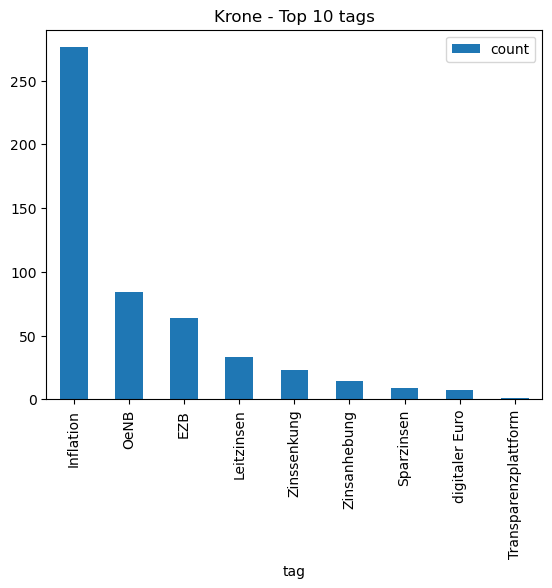 Krone - Top 10 tags
count
250
200
150
100
50
0
Inflation
OeNB
EZB
Leitzinsen
Zinssenkung
Zinsanhebung
Sparzinsen
digitaler Euro
Transparenzplattform
tag